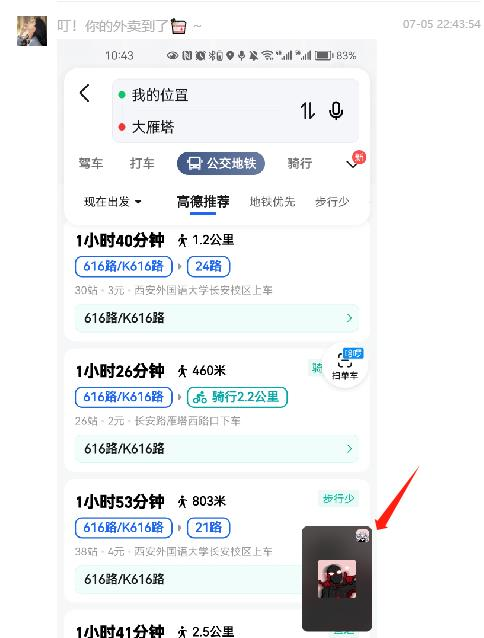 叮！你的外卖到了 ~
07-05 22:43:54
10:43
83%
我的位置
大雁塔
驾车 打车 公交地铁 骑行 新
现在出发 高德推荐 地铁优先 步行少
1小时40分钟 1.2公里
616路/K616路 24路
30站 · 3元 · 西安外国语大学长安校区上车
616路/K616路
1小时26分钟 460米 骑
616路/K616路 骑行2.2公里
哈啰
扫单车
26站 · 2元 · 长安路雁塔西路口下车
616路/K616路
1小时53分钟 803米 步行少
616路/K616路 21路
38站 · 4元 · 西安外国语大学长安校区上车
616路/K616路
1小时41分钟 2.5公里